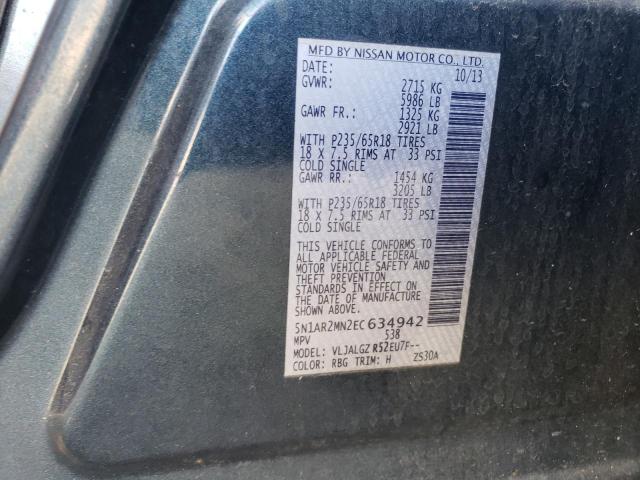 MFD BY NISSAN MOTOR CO., LTD.
DATE: 10/13
GVWR: 2715 KG
5986 LB
GAWR FR.: 1325 KG
2921 LB
WITH P235/65R18 TIRES
18 X 7.5 RIMS AT 33 PSI
COLD SINGLE
GAWR RR.: 1454 KG
3205 LB
WITH P235/65R18 TIRES
18 X 7.5 RIMS AT 33 PSI
COLD SINGLE
THIS VEHICLE CONFORMS TO
ALL APPLICABLE FEDERAL
MOTOR VEHICLE SAFETY AND
THEFT PREVENTION
STANDARDS IN EFFECT ON
THE DATE OF MANUFACTURE
SHOWN ABOVE.
5N1AR2MN2EC634942
MPV 538
MODEL: VLJALGZ R52EU7F--
COLOR: RBG TRIM: H ZS30A